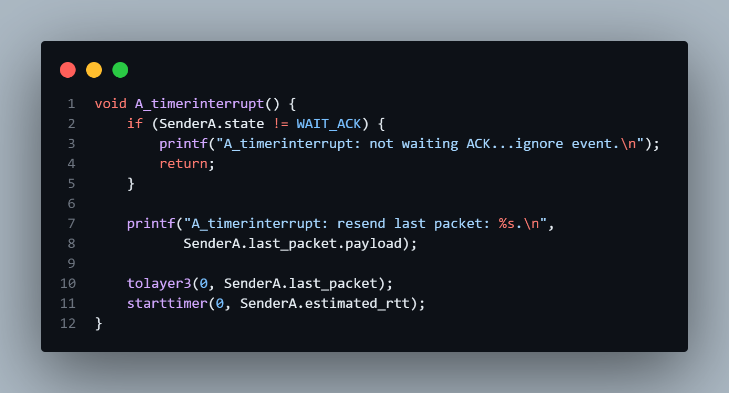 1 void A_timerinterrupt() {
2     if (SenderA.state != WAIT_ACK) {
3         printf("A_timerinterrupt: not waiting ACK...ignore event.\n");
4         return;
5     }
6
7     printf("A_timerinterrupt: resend last packet: %s.\n",
8            SenderA.last_packet.payload);
9
10     tolayer3(0, SenderA.last_packet);
11     starttimer(0, SenderA.estimated_rtt);
12 }